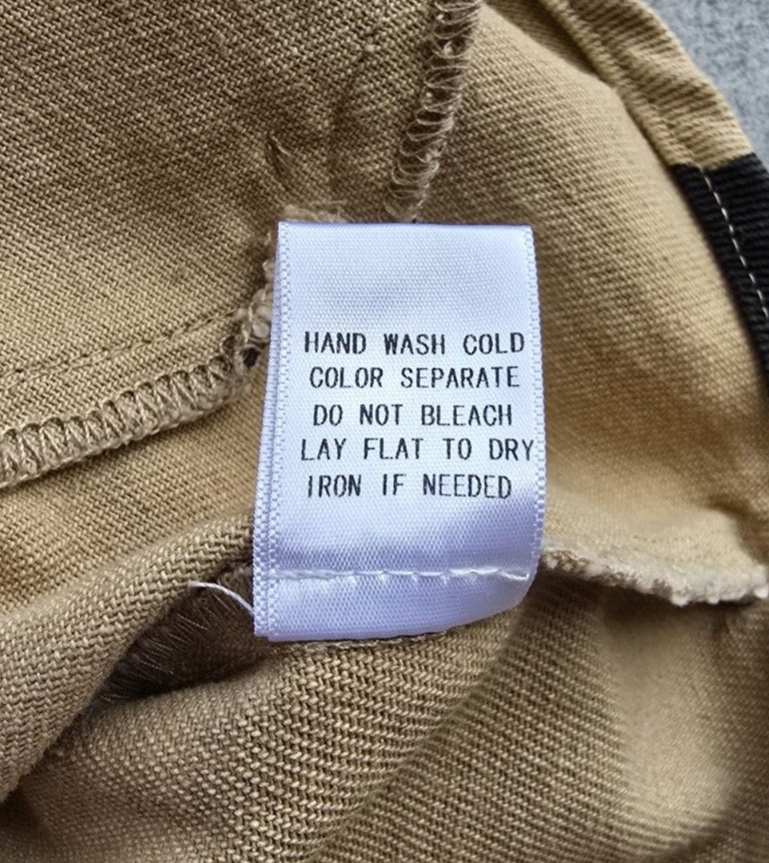 HAND WASH COLD
COLOR SEPARATE
DO NOT BLEACH
LAY FLAT TO DRY
IRON IF NEEDED